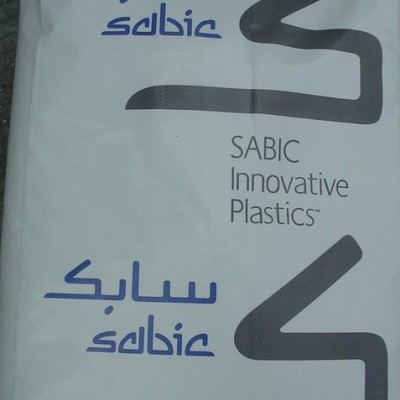 sabic
SABIC
Innovative
Plastics™
سابك
sabic